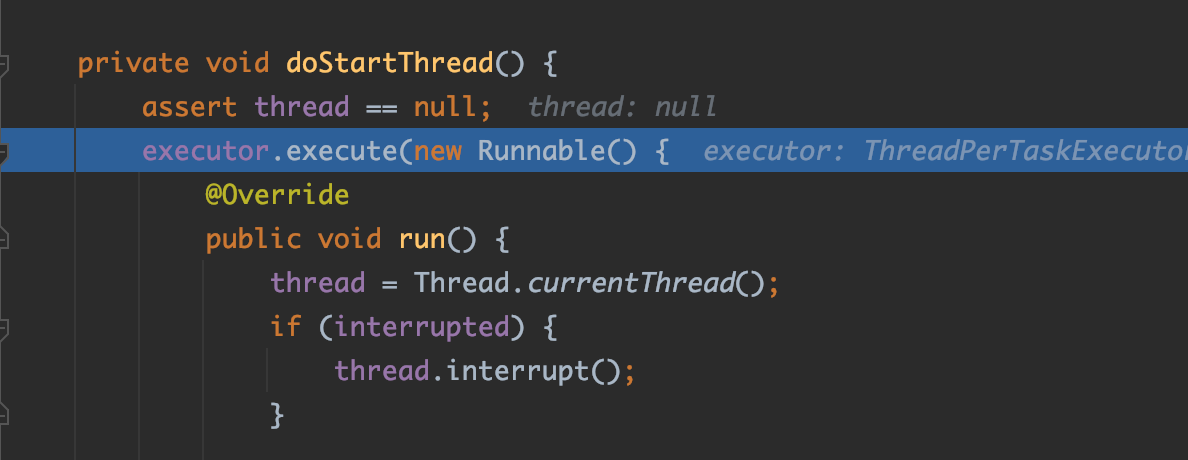 private void doStartThread() {
assert thread == null; thread: null
executor.execute(new Runnable() { executor: ThreadPerTaskExecutor
@Override
public void run() {
thread = Thread.currentThread();
if (interrupted) {
thread.interrupt();
}